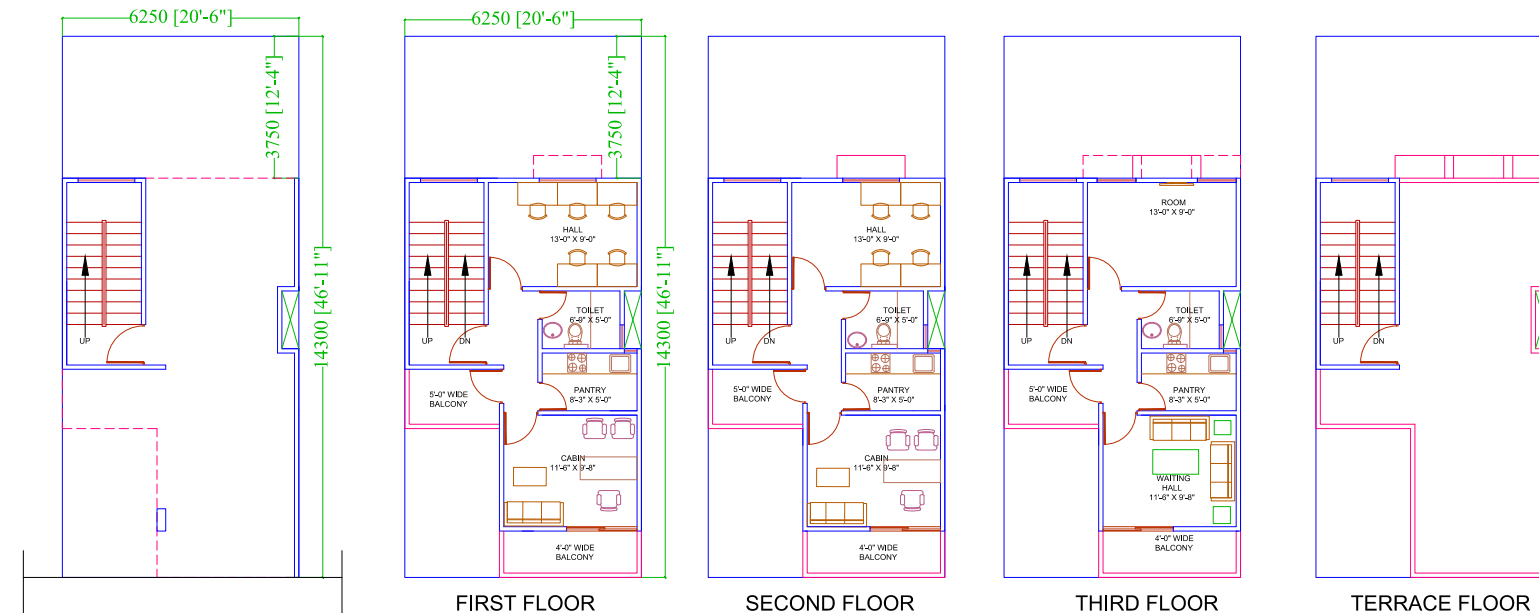 6250 [20'-6"]
3750 [12'-4"]
14300 [46'-11"]
UP
6250 [20'-6"]
3750 [12'-4"]
14300 [46'-11"]
HALL
13'-0" X 9'-0"
TOILET
6'-9" X 5'-0"
UP
DN
PANTRY
8'-3" X 5'-0"
5'-0" WIDE
BALCONY
CABIN
11'-6" X 9'-8"
4'-0" WIDE
BALCONY
FIRST FLOOR
HALL
13'-0" X 9'-0"
TOILET
6'-9" X 5'-0"
UP
DN
PANTRY
8'-3" X 5'-0"
5'-0" WIDE
BALCONY
CABIN
11'-6" X 9'-8"
4'-0" WIDE
BALCONY
SECOND FLOOR
ROOM
13'-0" X 9'-0"
TOILET
6'-9" X 5'-0"
UP
DN
PANTRY
8'-3" X 5'-0"
5'-0" WIDE
BALCONY
WAITING
HALL
11'-6" X 9'-8"
4'-0" WIDE
BALCONY
THIRD FLOOR
UP
DN
TERRACE FLOOR